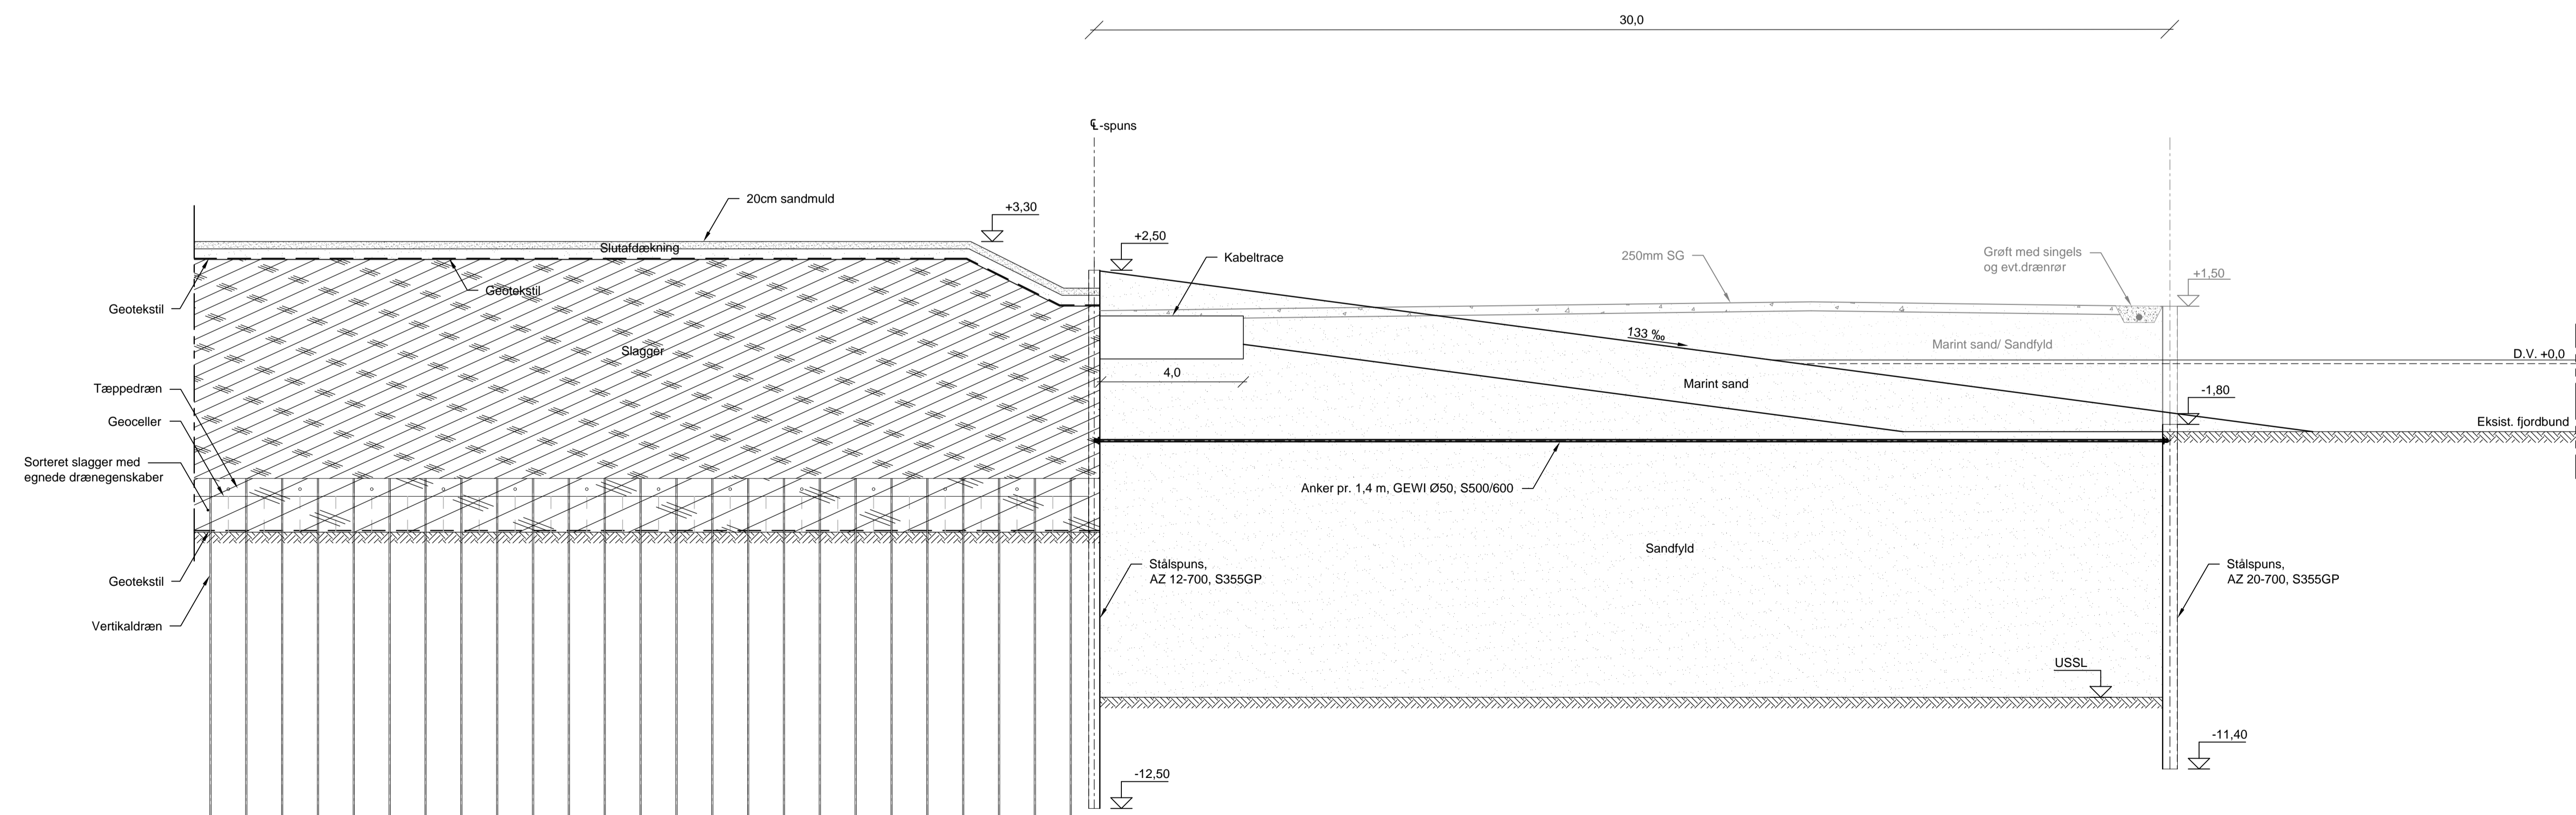 30,0
℄-spuns
20cm sandmuld
+3,30
Slutafdækning
+2,50
Kabeltrace
250mm SG
Grøft med singels
og evt.drænrør
+1,50
Geotekstil
Geotekstil
133 ‰
Marint sand/ Sandfyld
D.V. +0,0
Slagger
4,0
Marint sand
-1,80
Tæppedræn
Geoceller
Eksist. fjordbund
Sorteret slagger med
egnede drænegenskaber
Anker pr. 1,4 m, GEWI Ø50, S500/600
Sandfyld
Geotekstil
Stålspuns,
AZ 12-700, S355GP
Stålspuns,
AZ 20-700, S355GP
Vertikaldræn
USSL
-11,40
-12,50